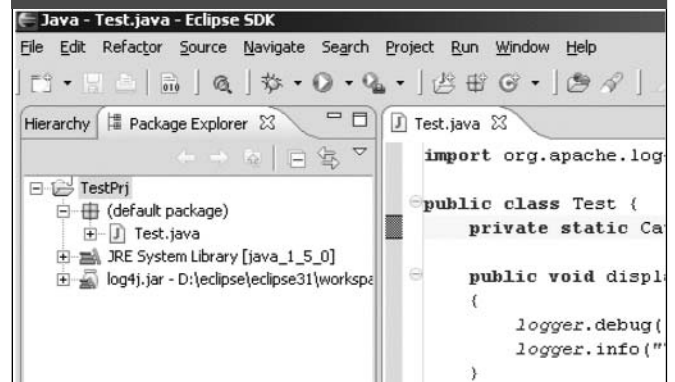 Java - Test.java - Eclipse SDK
File Edit Refactor Source Navigate Search Project Run Window Help
Hierarchy Package Explorer
TestPrj
(default package)
Test.java
JRE System Library [java_1_5_0]
log4j.jar - D:\eclipse\eclipse31\workspa
Test.java
import org.apache.log
public class Test {
private static Ca
public void displ
{
logger.debug(
logger.info("
}